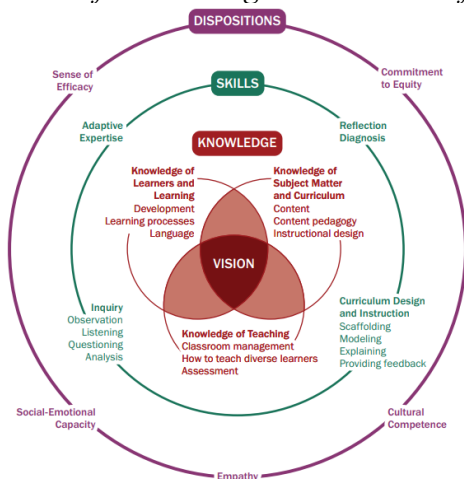 DISPOSITIONS
Sense of
Efficacy
Commitment
to Equity
SKILLS
Adaptive
Expertise
Reflection
Diagnosis
KNOWLEDGE
Knowledge of
Learners and
Learning
Development
Learning processes
Language
Knowledge of
Subject Matter
and Curriculum
Content
Content pedagogy
Instructional design
VISION
Inquiry
Observation
Listening
Questioning
Analysis
Knowledge of Teaching
Classroom management
How to teach diverse learners
Assessment
Curriculum Design
and Instruction
Scaffolding
Modeling
Explaining
Providing feedback
Social-Emotional
Capacity
Cultural
Competence
Empathy